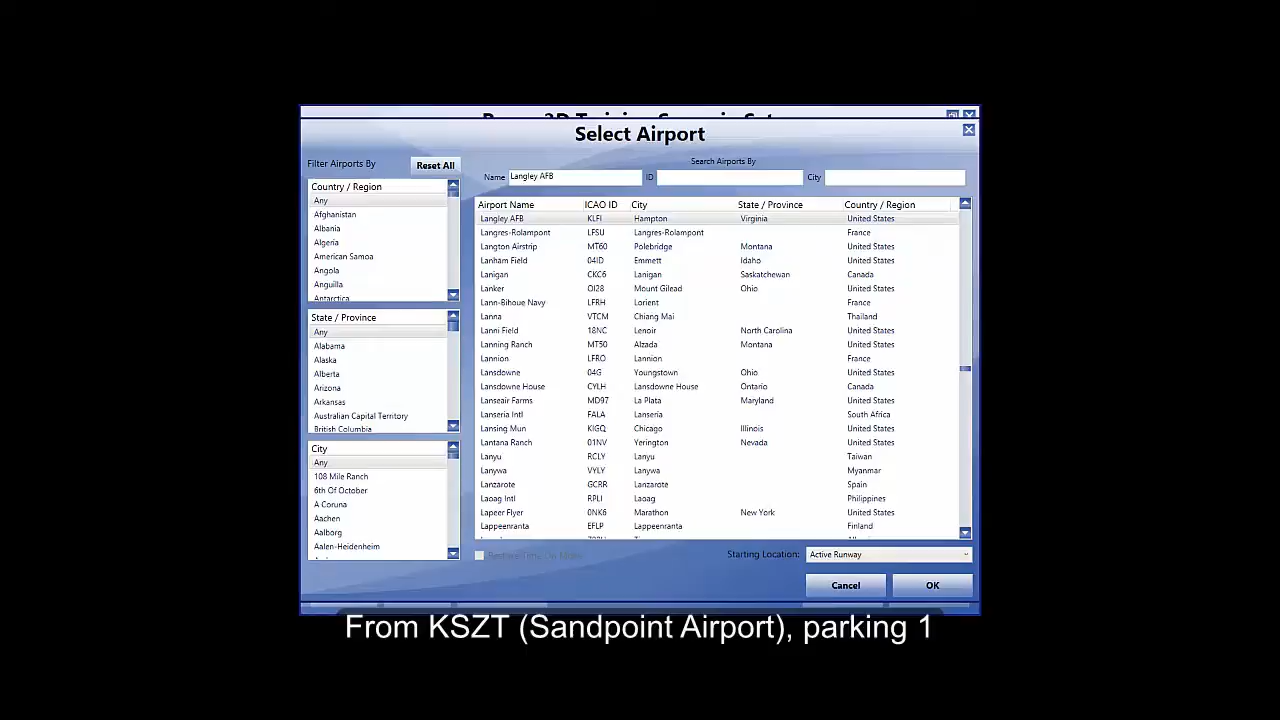 Select Airport
Filter Airports By
Reset All
Search Airports By
Name Langley AFB ID City
Country / Region
Any
Afghanistan
Albania
Algeria
American Samoa
Angola
Anguilla
Antarctica
State / Province
Any
Alabama
Alaska
Alberta
Arizona
Arkansas
Australian Capital Territory
British Columbia
City
Any
108 Mile Ranch
6th Of October
A Coruna
Aachen
Aalborg
Aalen-Heidenheim
Airport Name ICAO ID City State / Province Country / Region
Langley AFB KLFI Hampton Virginia United States
Langres-Rolampont LFSU Langres-Rolampont France
Langton Airstrip MT60 Polebridge Montana United States
Lanham Field 04ID Emmett Idaho United States
Lanigan CKC6 Lanigan Saskatchewan Canada
Lanker OI28 Mount Gilead Ohio United States
Lann-Bihoue Navy LFRH Lorient France
Lanna VTCM Chiang Mai Thailand
Lanni Field 18NC Lenoir North Carolina United States
Lanning Ranch MT50 Alzada Montana United States
Lannion LFRO Lannion France
Lansdowne 04G Youngstown Ohio United States
Lansdowne House CYLH Lansdowne House Ontario Canada
Lanseair Farms MD97 La Plata Maryland United States
Lanseria Intl FALA Lanseria South Africa
Lansing Mun KIGQ Chicago Illinois United States
Lantana Ranch 01NV Yerington Nevada United States
Lanyu RCLY Lanyu Taiwan
Lanywa VYLY Lanywa Myanmar
Lanzarote GCRR Lanzarote Spain
Laoag Intl RPLI Laoag Philippines
Lapeer Flyer 0NK6 Marathon New York United States
Lappeenranta EFLP Lappeenranta Finland
Starting Location: Active Runway
Cancel OK
From KSZT (Sandpoint Airport), parking 1